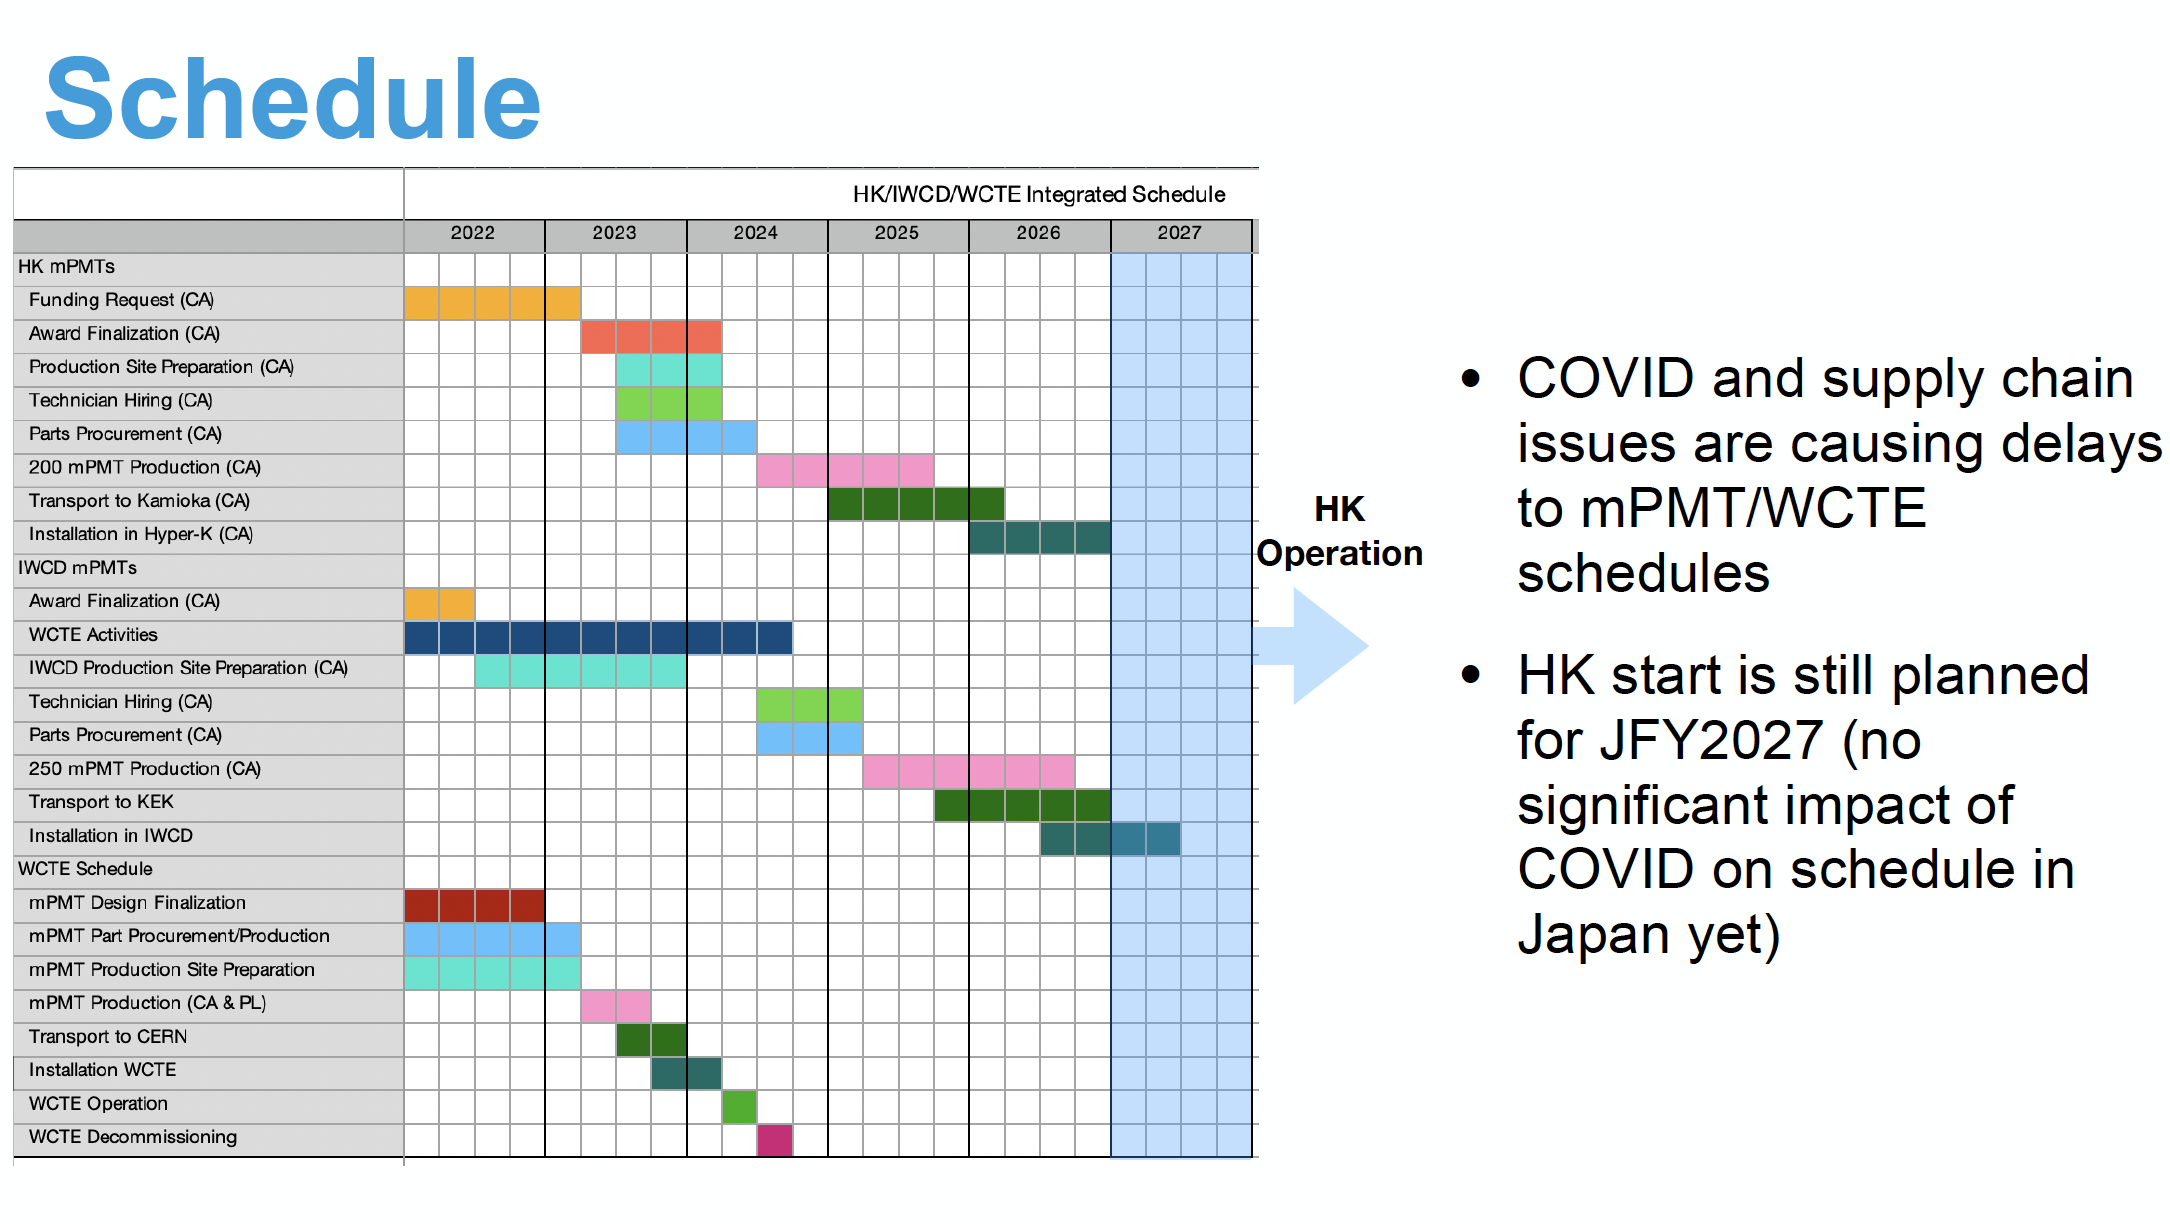 Schedule
HK/IWCD/WCTE Integrated Schedule
2022 2023 2024 2025 2026 2027
HK mPMTs
Funding Request (CA)
Award Finalization (CA)
Production Site Preparation (CA)
Technician Hiring (CA)
Parts Procurement (CA)
200 mPMT Production (CA)
Transport to Kamioka (CA)
Installation in Hyper-K (CA)
IWCD mPMTs
Award Finalization (CA)
WCTE Activities
IWCD Production Site Preparation (CA)
Technician Hiring (CA)
Parts Procurement (CA)
250 mPMT Production (CA)
Transport to KEK
Installation in IWCD
WCTE Schedule
mPMT Design Finalization
mPMT Part Procurement/Production
mPMT Production Site Preparation
mPMT Production (CA & PL)
Transport to CERN
Installation WCTE
WCTE Operation
WCTE Decommissioning
HK
Operation
• COVID and supply chain
issues are causing delays
to mPMT/WCTE
schedules
• HK start is still planned
for JFY2027 (no
significant impact of
COVID on schedule in
Japan yet)